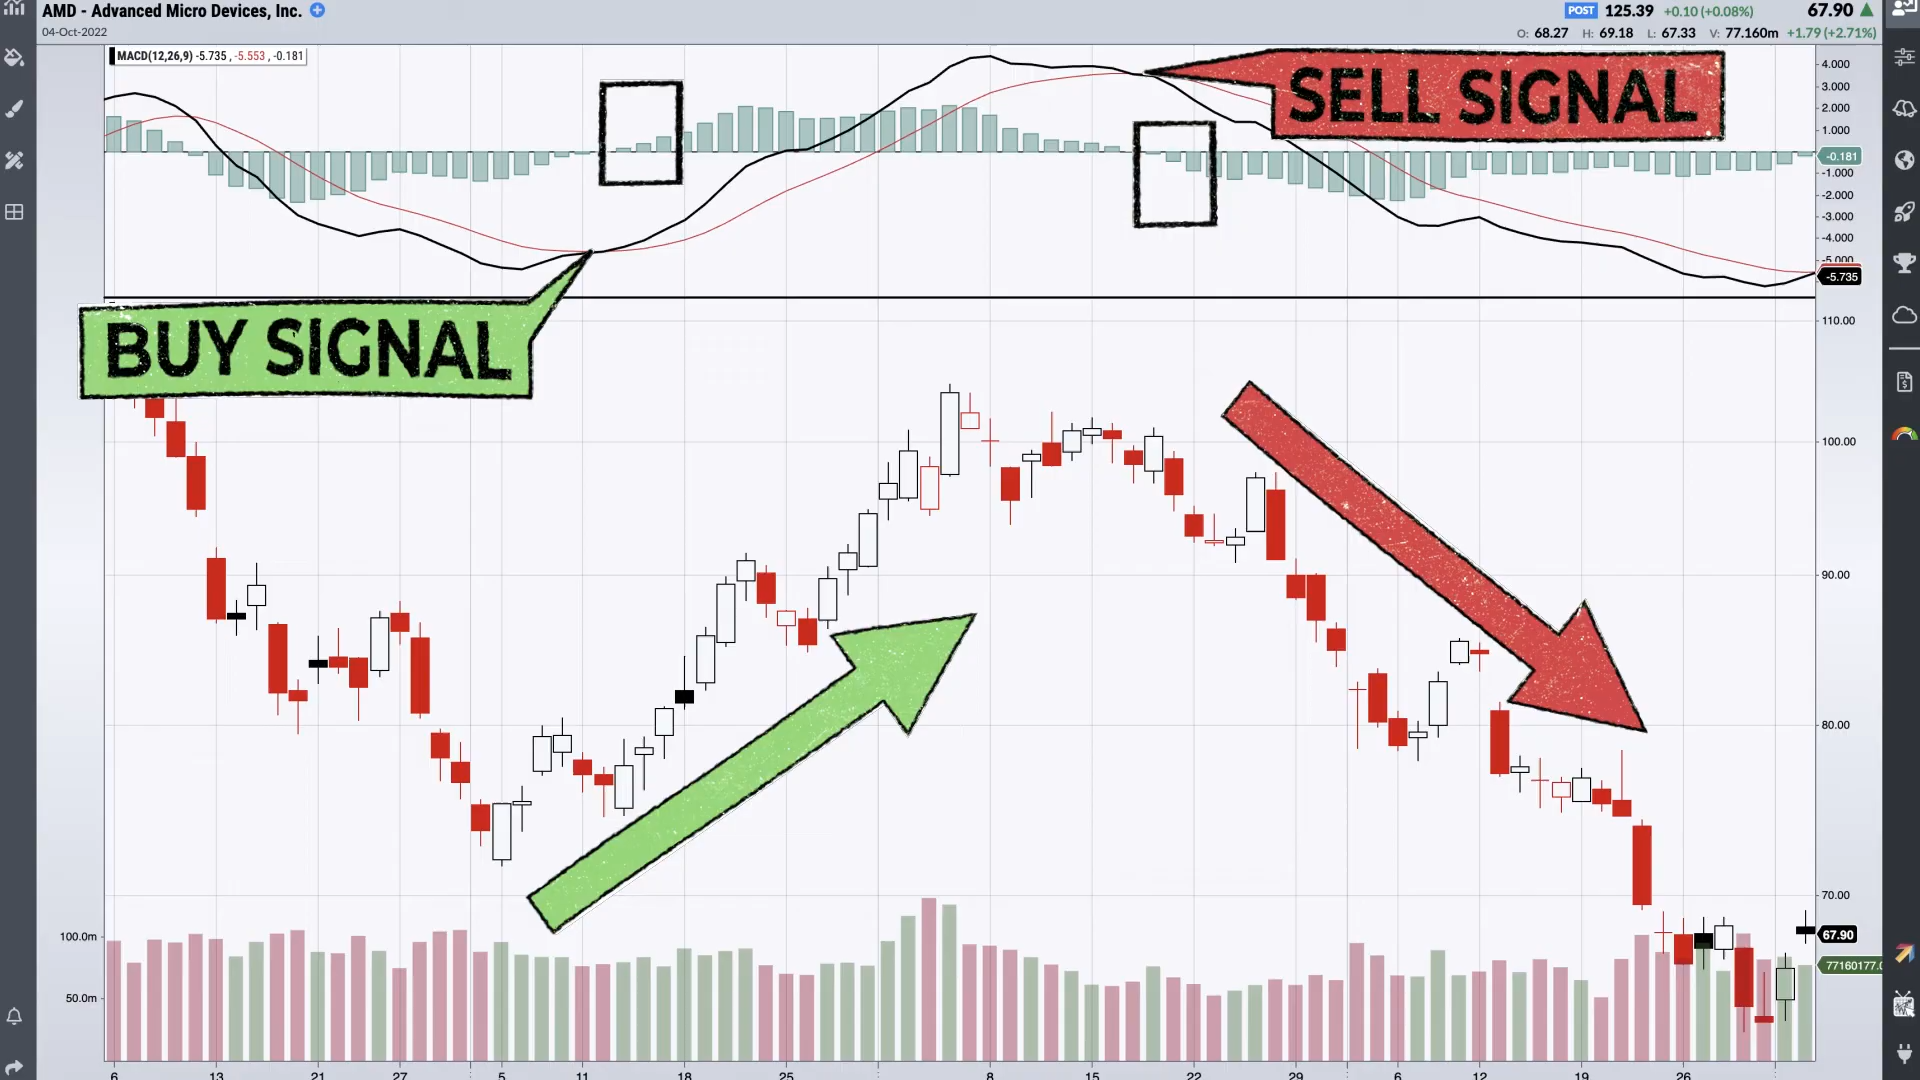 AMD - Advanced Micro Devices, Inc.
POST 125.39 +0.10 (+0.08%) 67.90
04-Oct-2022
O: 68.27 H: 69.18 L: 67.33 V: 77.160m +1.79 (+2.71%)
MACD(12,26,9) -5.735 , -5.553 , -0.181
4.000
3.000
2.000
1.000
-0.181
-1.000
-2.000
-3.000
-4.000
-5.000
-5.735
SELL SIGNAL
BUY SIGNAL
110.00
100.00
90.00
80.00
70.00
67.90
77160177.0
100.0m
50.0m
6 13 21 27 5 11 18 25 8 15 22 29 6 12 19 26